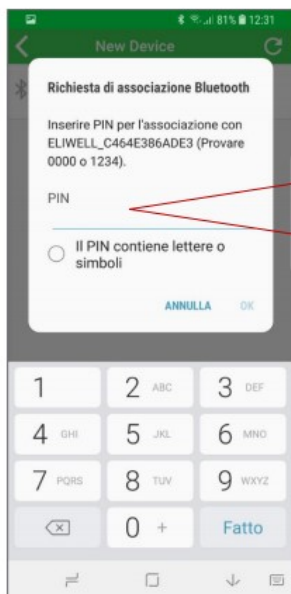 81% 12:31
New Device
Richiesta di associazione Bluetooth
Inserire PIN per l'associazione con
ELIWELL_C464E386ADE3 (Provare
0000 o 1234).
PIN
Il PIN contiene lettere o
simboli
ANNULLA OK
1 2 ABC 3 DEF
4 GHI 5 JKL 6 MNO
7 PQRS 8 TUV 9 WXYZ
0 + Fatto